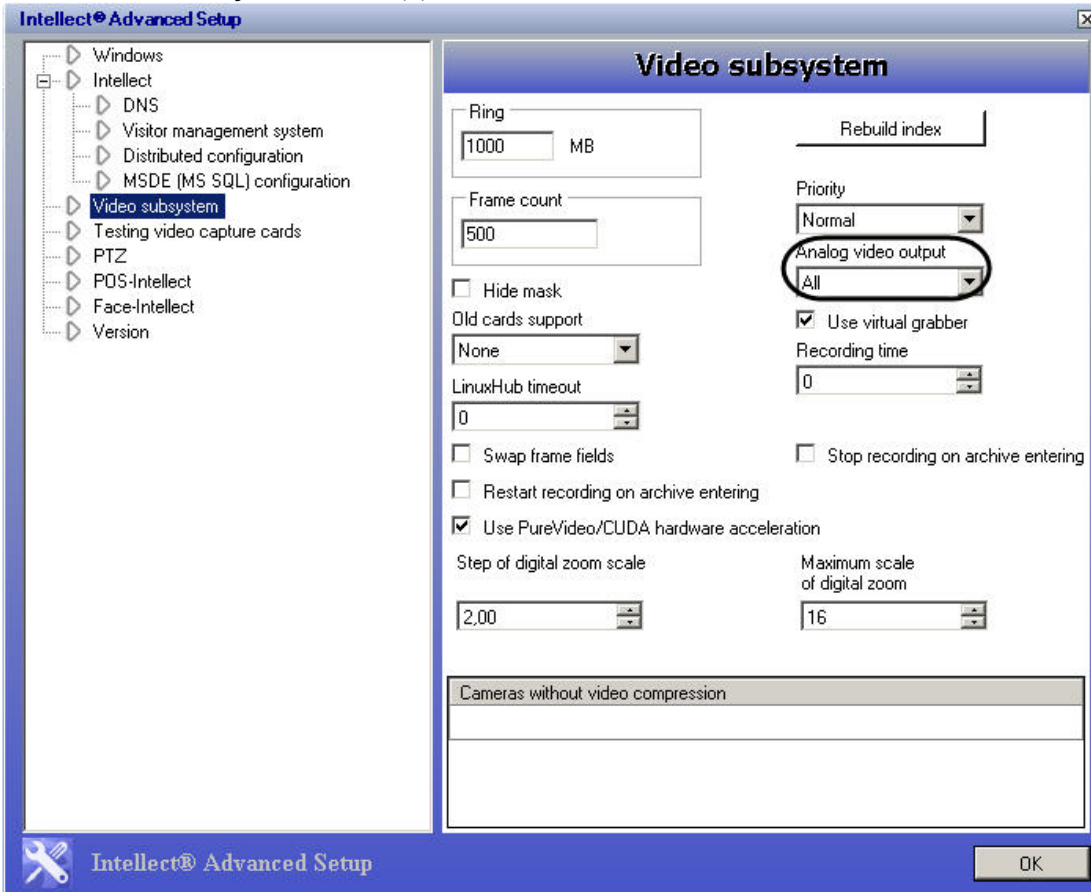 Intellect® Advanced Setup
Windows
Intellect
DNS
Visitor management system
Distributed configuration
MSDE (MS SQL) configuration
Video subsystem
Testing video capture cards
PTZ
POS-Intellect
Face-Intellect
Version
Video subsystem
Ring
1000 MB
Rebuild index
Frame count
500
Priority
Normal
Analog video output
All
Hide mask
Use virtual grabber
Old cards support
None
Recording time
0
LinuxHub timeout
0
Swap frame fields
Stop recording on archive entering
Restart recording on archive entering
Use PureVideo/CUDA hardware acceleration
Step of digital zoom scale
2,00
Maximum scale
of digital zoom
16
Cameras without video compression
Intellect® Advanced Setup
OK